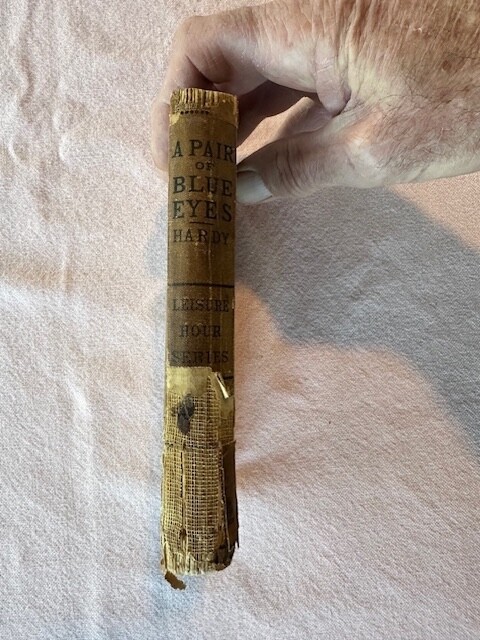 A PAIR
OF
BLUE
EYES
HARDY
LEISURE
HOUR
SERIES